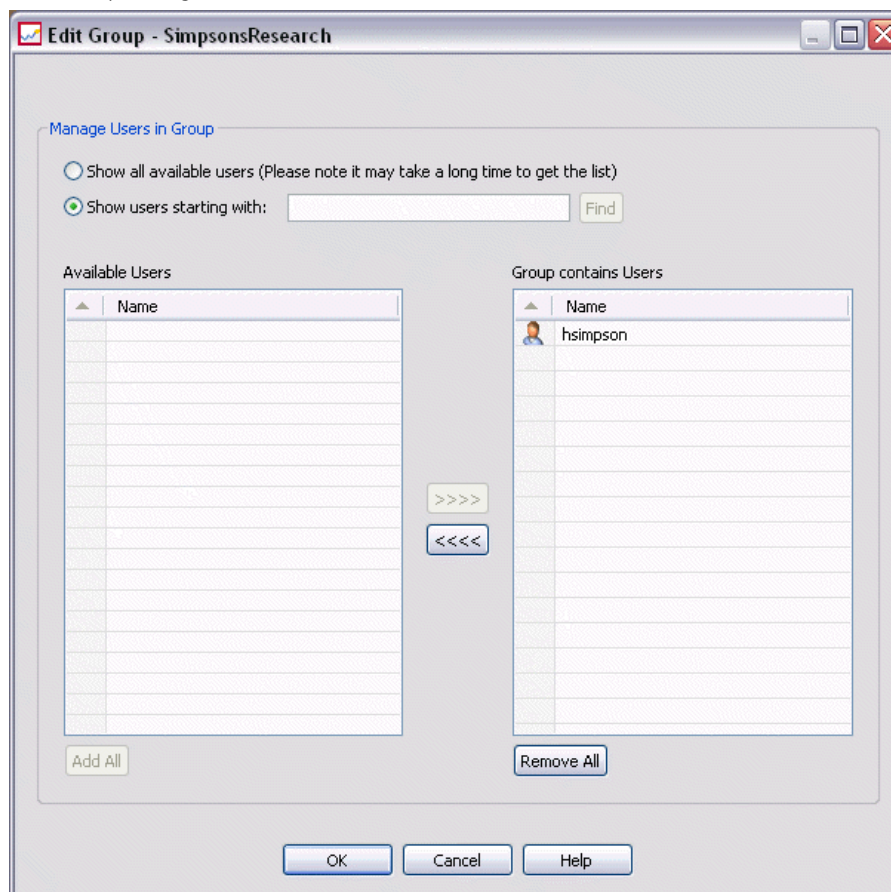 Edit Group - SimpsonsResearch
Manage Users in Group
Show all available users (Please note it may take a long time to get the list)
Show users starting with:
Find
Available Users
Group contains Users
Name
Name
hsimpson
>>>>
<<<<
Add All
Remove All
OK
Cancel
Help